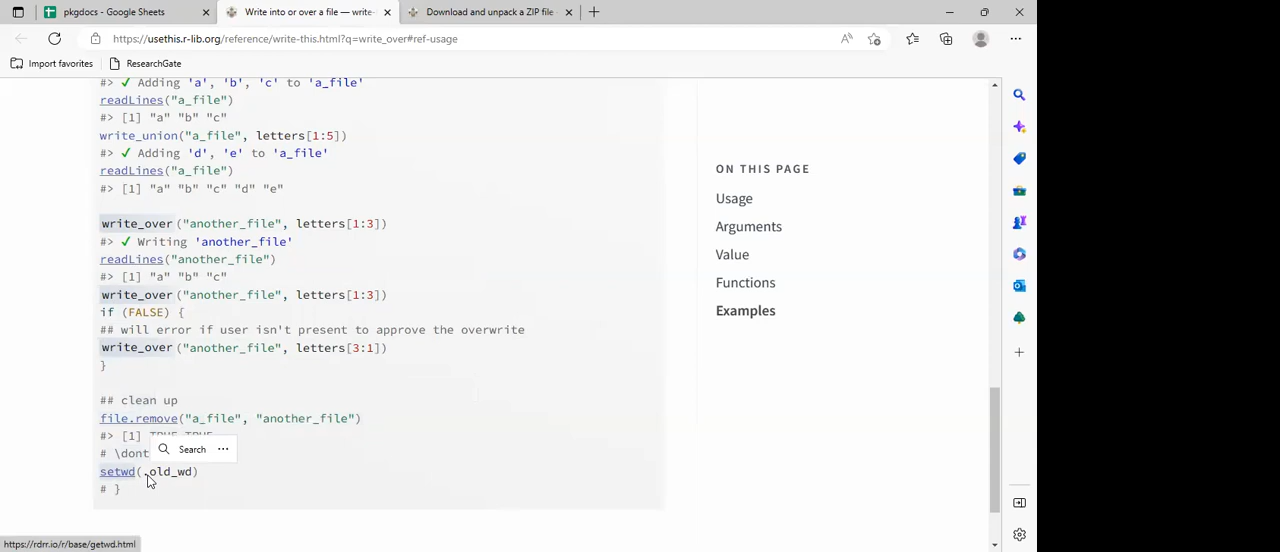 pkgdocs - Google Sheets
Write into or over a file — write-
Download and unpack a ZIP file -
https://usethis.r-lib.org/reference/write-this.html?q=write_over#ref-usage
Import favorites
ResearchGate
#> ✓ Adding 'a', 'b', 'c' to 'a_file'
readLines("a_file")
#> [1] "a" "b" "c"
write_union("a_file", letters[1:5])
#> ✓ Adding 'd', 'e' to 'a_file'
readLines("a_file")
#> [1] "a" "b" "c" "d" "e"
write_over("another_file", letters[1:3])
#> ✓ Writing 'another_file'
readLines("another_file")
#> [1] "a" "b" "c"
write_over("another_file", letters[1:3])
if (FALSE) {
## will error if user isn't present to approve the overwrite
write_over("another_file", letters[3:1])
}
## clean up
file.remove("a_file", "another_file")
#> [1] TRUE TRUE
# \dont
Search
setwd(.old_wd)
# }
ON THIS PAGE
Usage
Arguments
Value
Functions
Examples
https://rdrr.io/r/base/getwd.html